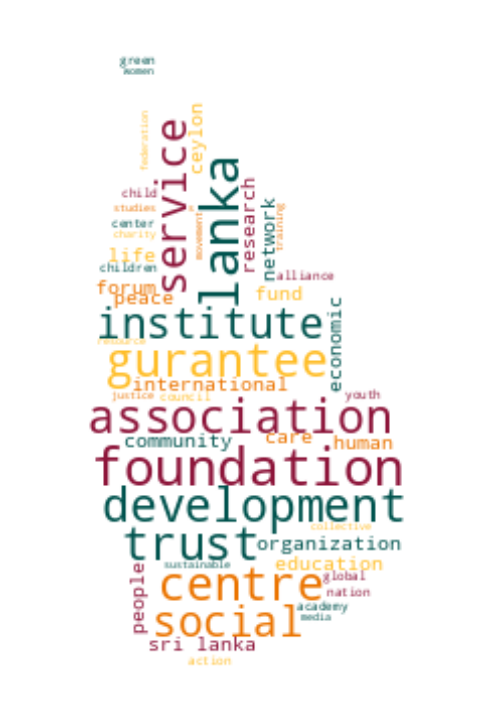 green
women
federation
service
ceylon
lanka
research
child
studies
network
training
center
movement
charity
life
children
alliance
forum
peace
fund
institute
economic
resource
gurantee
international
justice
council
youth
association
community
care
human
foundation
development
collective
trust
organization
sustainable
education
people
centre
global
nation
social
academy
media
sri lanka
action